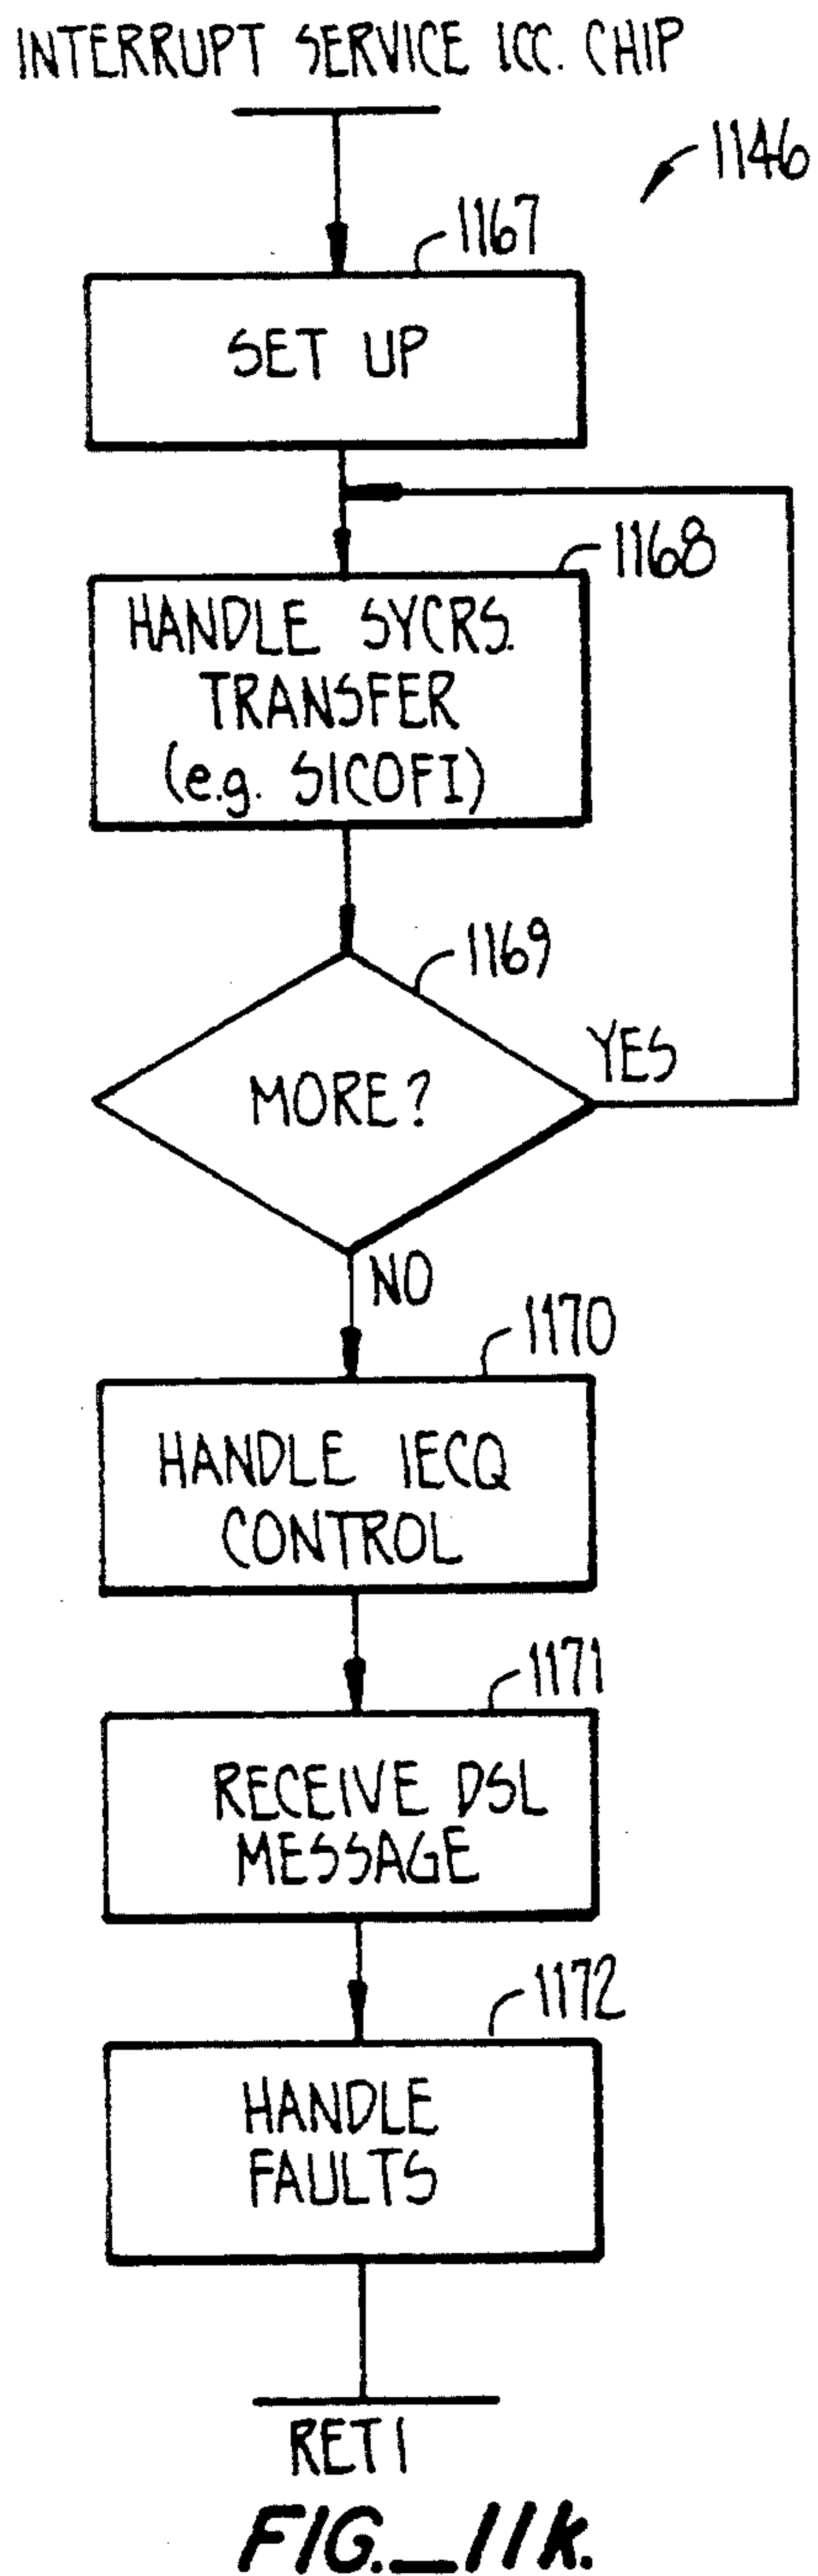 INTERRUPT SERVICE ICC. CHIP
1146
1167
SET UP
1168
HANDLE SYCRS.
TRANSFER
(e.g. SICOFI)
1169
MORE?
YES
NO
1170
HANDLE IECQ
CONTROL
1171
RECEIVE DSL
MESSAGE
1172
HANDLE
FAULTS
RETI
FIG._11k.